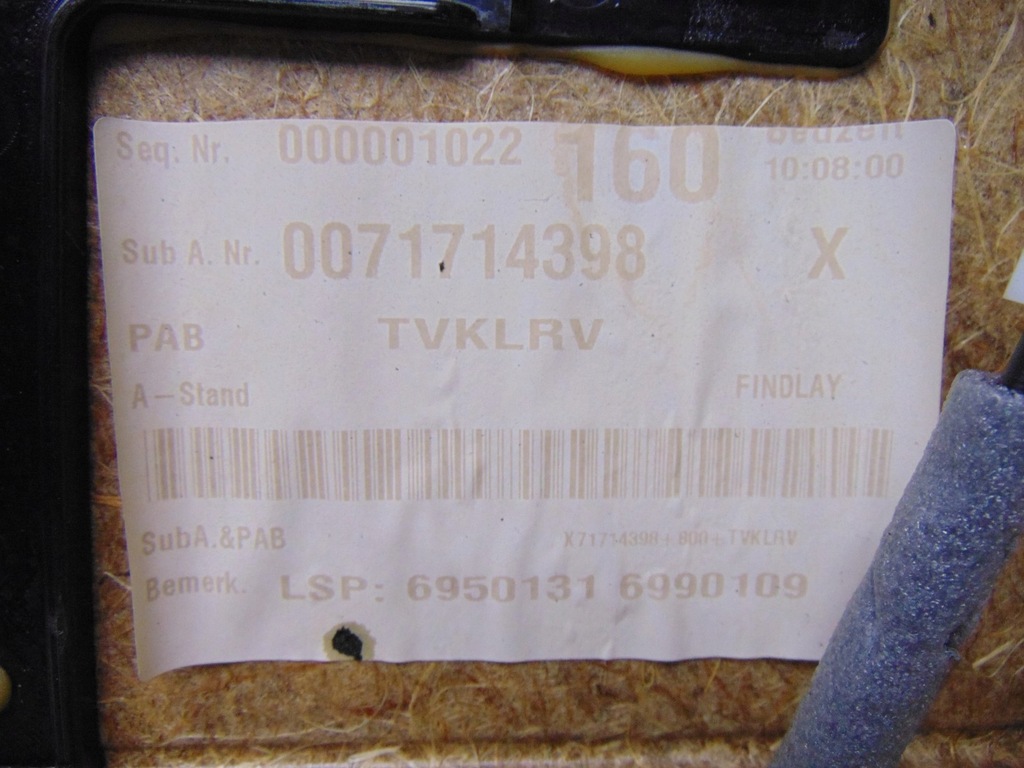 Seq. Nr. 000001022 160 Bedzeit
10:08:00
Sub A. Nr. 0071714398 X
PAB TVKLRV
A-Stand FINDLAY
SubA.&PAB X71714398+800+TVKLRV
Bemerk. LSP: 6950131 6990109